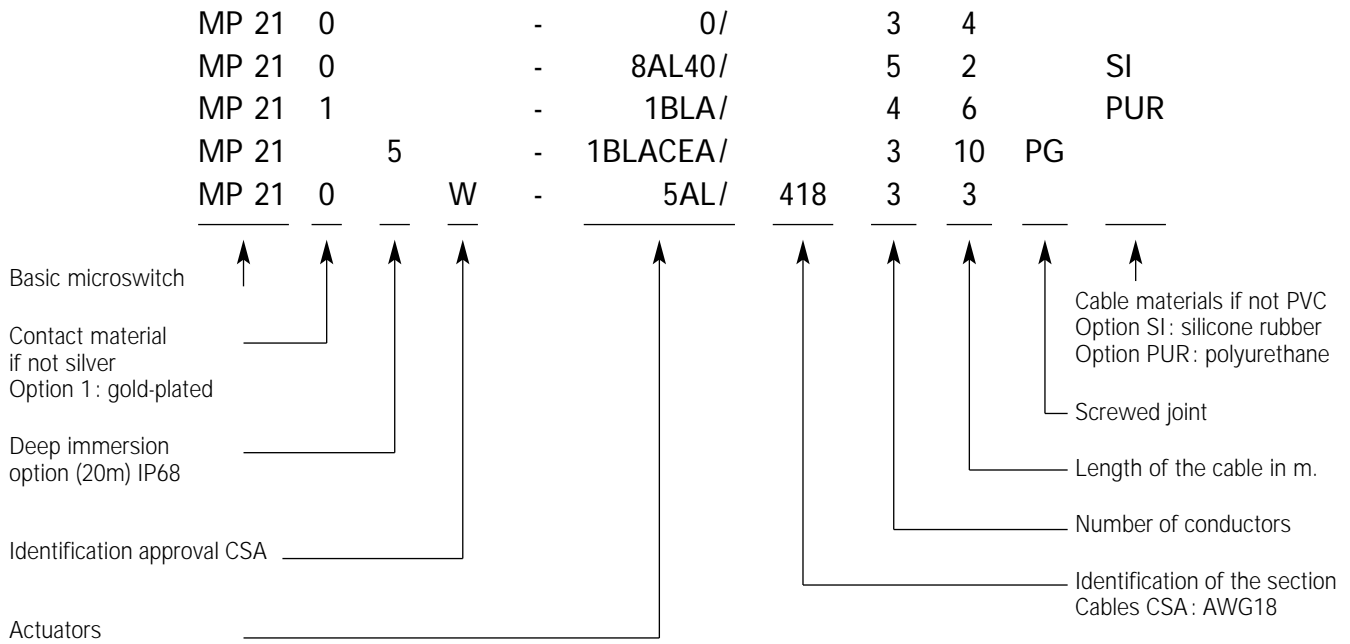 MP 21 0 - 0/ 3 4
MP 21 0 - 8AL40/ 5 2 SI
MP 21 1 - 1BLA/ 4 6 PUR
MP 21 5 - 1BLACEA/ 3 10 PG
MP 21 0 W - 5AL/ 418 3 3
Basic microswitch
Contact material
if not silver
Option 1: gold-plated
Deep immersion
option (20m) IP68
Identification approval CSA
Actuators
Cable materials if not PVC
Option SI: silicone rubber
Option PUR: polyurethane
Screwed joint
Length of the cable in m.
Number of conductors
Identification of the section
Cables CSA: AWG18